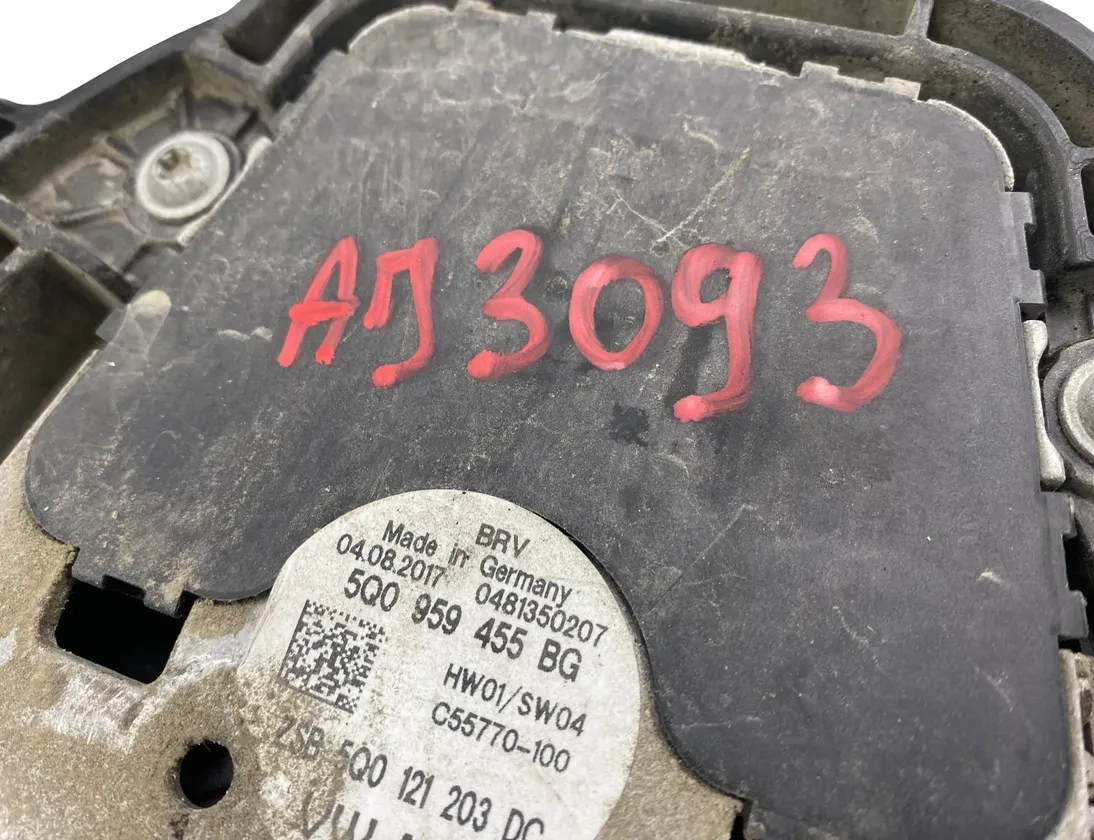 AJ3093
BRV
Made in Germany
04.08.2017 0481350207
5Q0 959 455 BG
HW01/SW04
C55770-100
ZSB 5Q0 121 203 DC